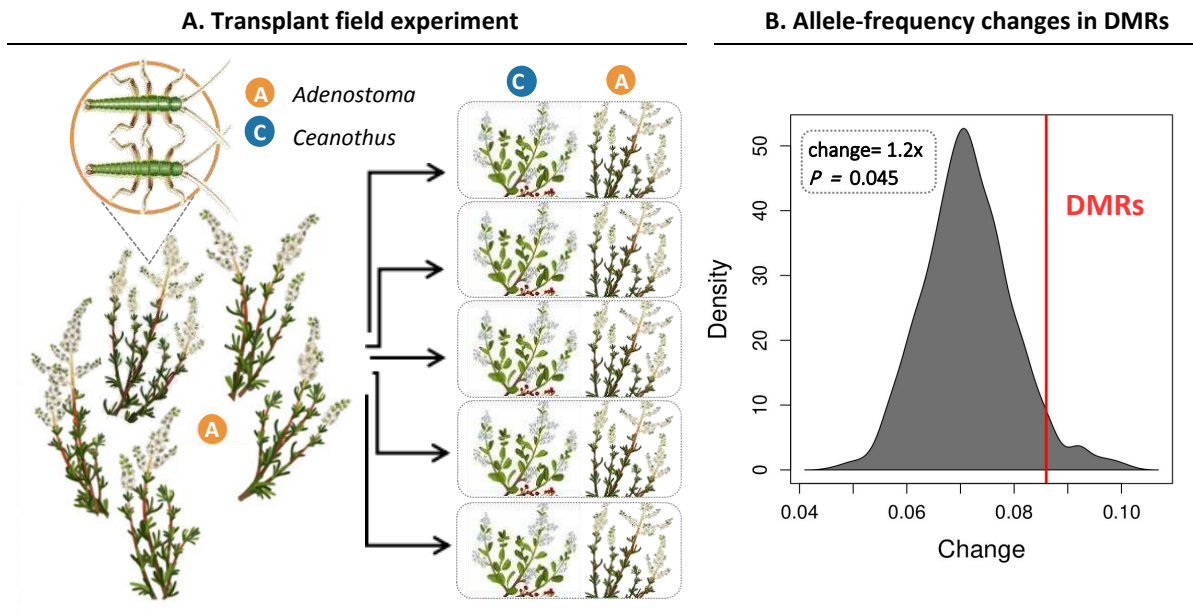 A. Transplant field experiment
A Adenostoma
C Ceanothus
C A
A
B. Allele-frequency changes in DMRs
change= 1.2x
P = 0.045
DMRs
Density
50
40
30
20
10
0
0.04 0.06 0.08 0.10
Change